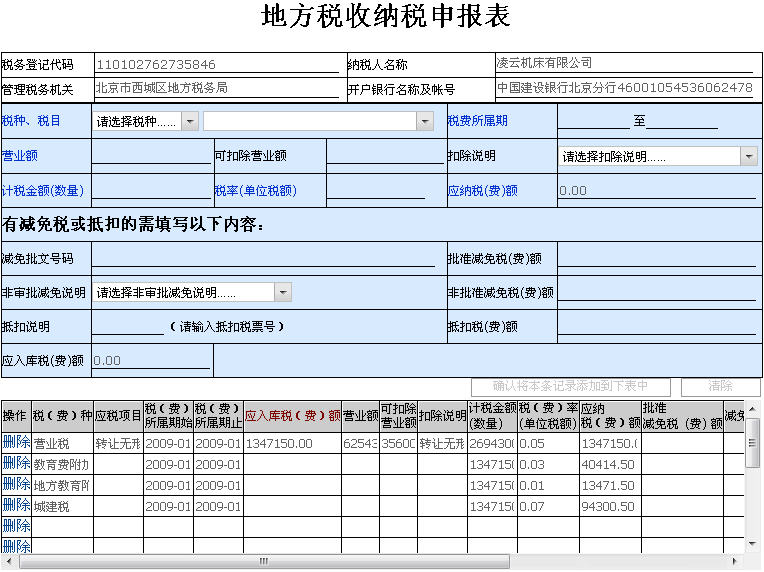 地方税收纳税申报表
税务登记代码 110102762735846 纳税人名称 凌云机床有限公司
管理税务机关 北京市西城区地方税务局 开户银行名称及帐号 中国建设银行北京分行46001054536062478
税种、税目 请选择税种...... 税费所属期 至
营业额 可扣除营业额 扣除说明 请选择扣除说明......
计税金额(数量) 税率(单位税额) 应纳税(费)额 0.00
有减免税或抵扣的需填写以下内容：
减免批文号码 批准减免税(费)额
非审批减免说明 请选择非审批减免说明...... 非批准减免税(费)额
抵扣说明 （请输入抵扣税票号） 抵扣税(费)额
应入库税(费)额 0.00
确认将本条记录添加到下表中 清除
操作 税（费）种 应税项目 税（费）所属期始 税（费）所属期止 应入库税（费）额 营业额 可扣除营业额 扣除说明 计税金额(数量) 税（费）率(单位税额) 应纳税（费）额 批准减免税（费）额 减免
删除 营业税 转让无形 2009-01 2009-01 1347150.00 62543 35600 转让无形 2694300 0.05 1347150.0
删除 教育费附加 2009-01 2009-01 1347150 0.03 40414.50
删除 地方教育附 2009-01 2009-01 1347150 0.01 13471.50
删除 城建税 2009-01 2009-01 1347150 0.07 94300.50
删除
删除